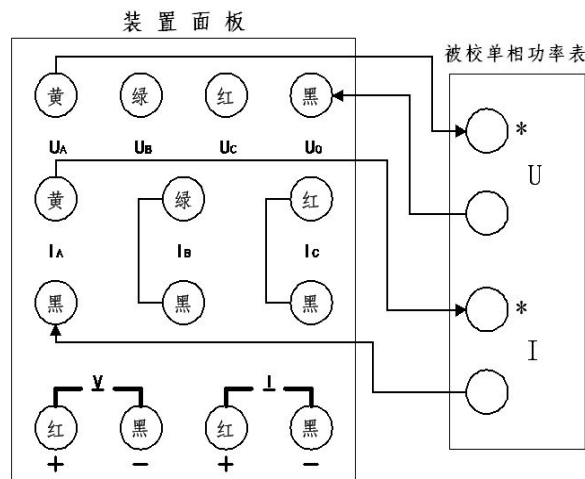 装置面板
被校单相功率表
黄 绿 红 黑
*
UA UB UC UO
U
黄 绿 红
IA IB IC
*
黑 黑 黑
I
V I
红 黑 红 黑
+ - + -